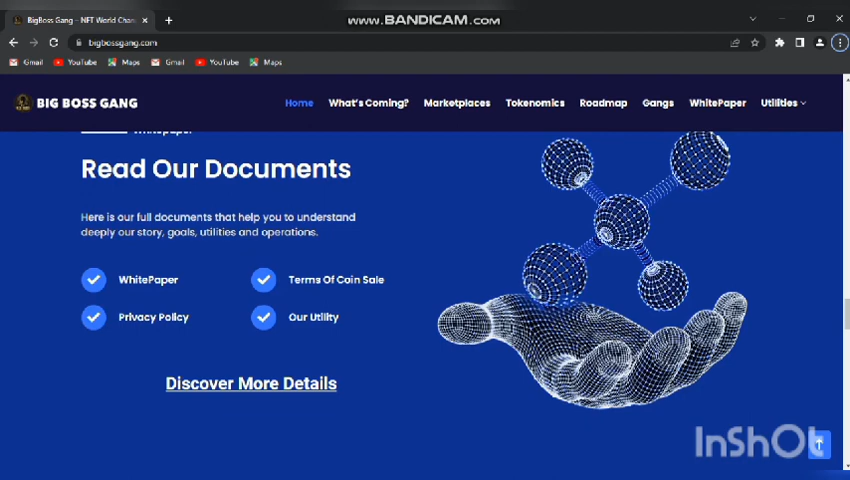 www.BANDICAM.com
BigBoss Gang – NFT World Chan
bigbossgang.com
Gmail YouTube Maps Gmail YouTube Maps
BIG BOSS GANG
Home What's Coming? Marketplaces Tokenomics Roadmap Gangs WhitePaper Utilities
Whitepaper
Read Our Documents
Here is our full documents that help you to understand
deeply our story, goals, utilities and operations.
WhitePaper Terms Of Coin Sale
Privacy Policy Our Utility
Discover More Details
InShOt